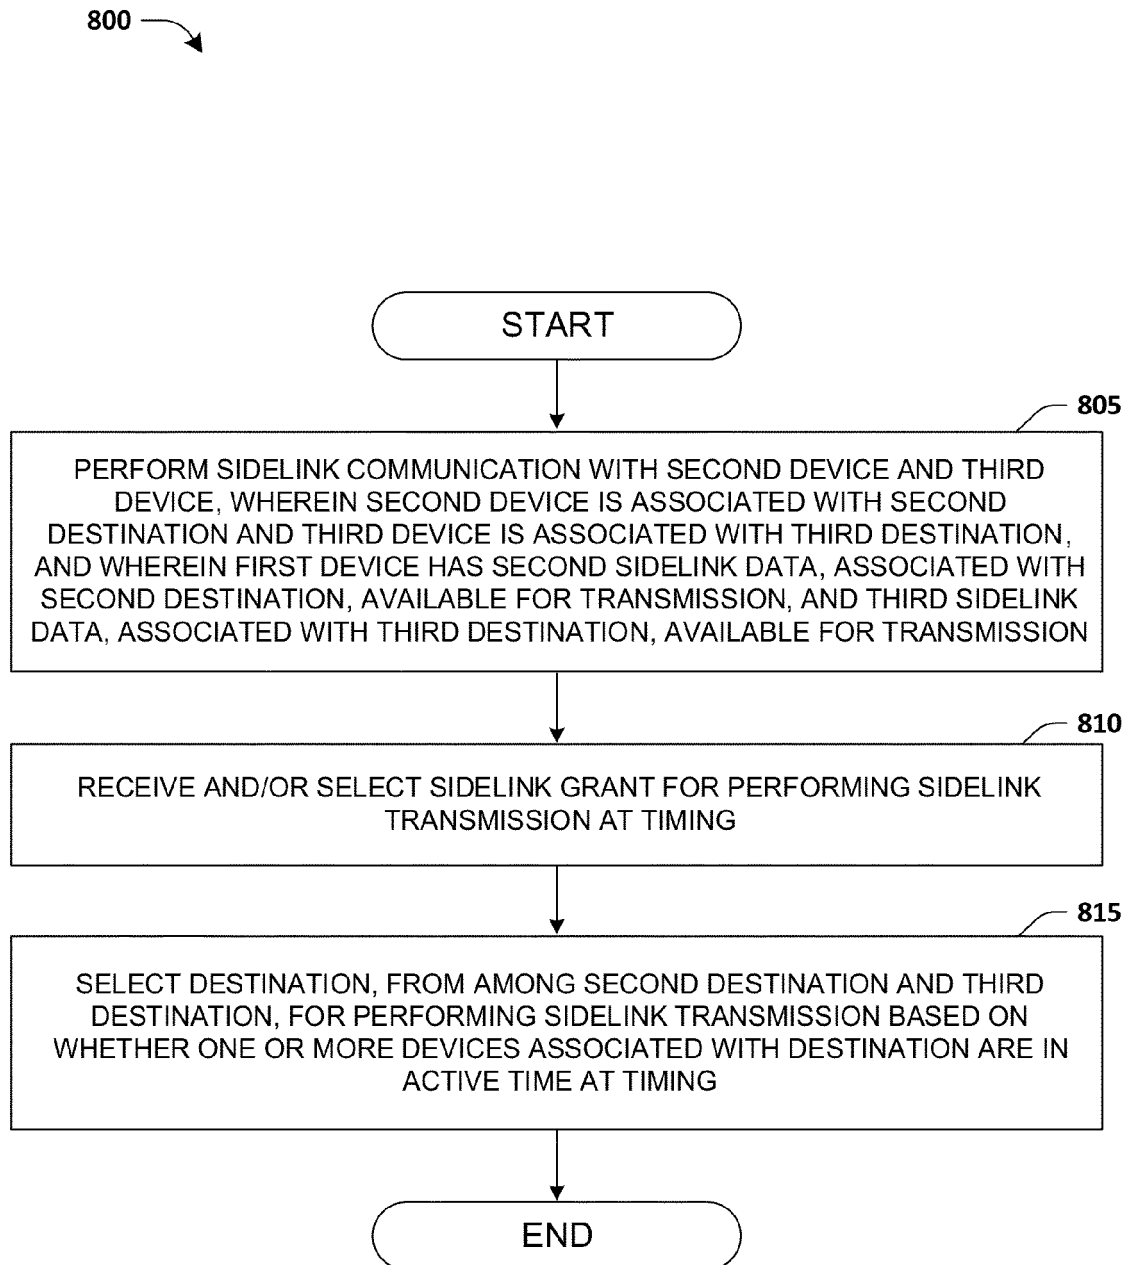 800
START
805
PERFORM SIDELINK COMMUNICATION WITH SECOND DEVICE AND THIRD
DEVICE, WHEREIN SECOND DEVICE IS ASSOCIATED WITH SECOND
DESTINATION AND THIRD DEVICE IS ASSOCIATED WITH THIRD DESTINATION,
AND WHEREIN FIRST DEVICE HAS SECOND SIDELINK DATA, ASSOCIATED WITH
SECOND DESTINATION, AVAILABLE FOR TRANSMISSION, AND THIRD SIDELINK
DATA, ASSOCIATED WITH THIRD DESTINATION, AVAILABLE FOR TRANSMISSION
810
RECEIVE AND/OR SELECT SIDELINK GRANT FOR PERFORMING SIDELINK
TRANSMISSION AT TIMING
815
SELECT DESTINATION, FROM AMONG SECOND DESTINATION AND THIRD
DESTINATION, FOR PERFORMING SIDELINK TRANSMISSION BASED ON
WHETHER ONE OR MORE DEVICES ASSOCIATED WITH DESTINATION ARE IN
ACTIVE TIME AT TIMING
END